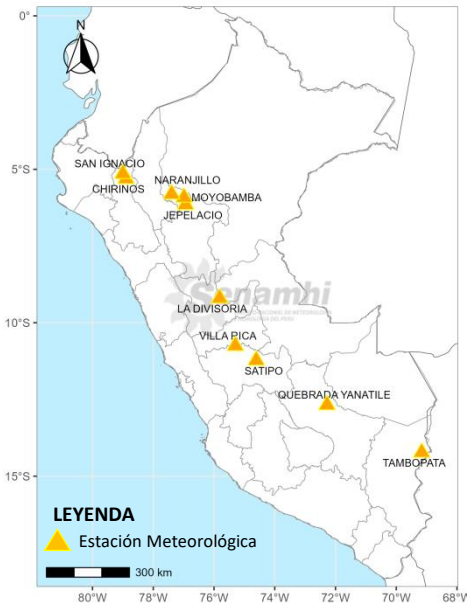 0°
N
5°S
SAN IGNACIO
CHIRINOS
NARANJILLO
MOYOBAMBA
JEPELACIO
Senamhi
LA DIVISORIA
10°S
VILLA RICA
SATIPO
QUEBRADA YANATILE
TAMBOPATA
15°S
LEYENDA
Estación Meteorológica
300 km
80°W 78°W 76°W 74°W 72°W 70°W 68°W